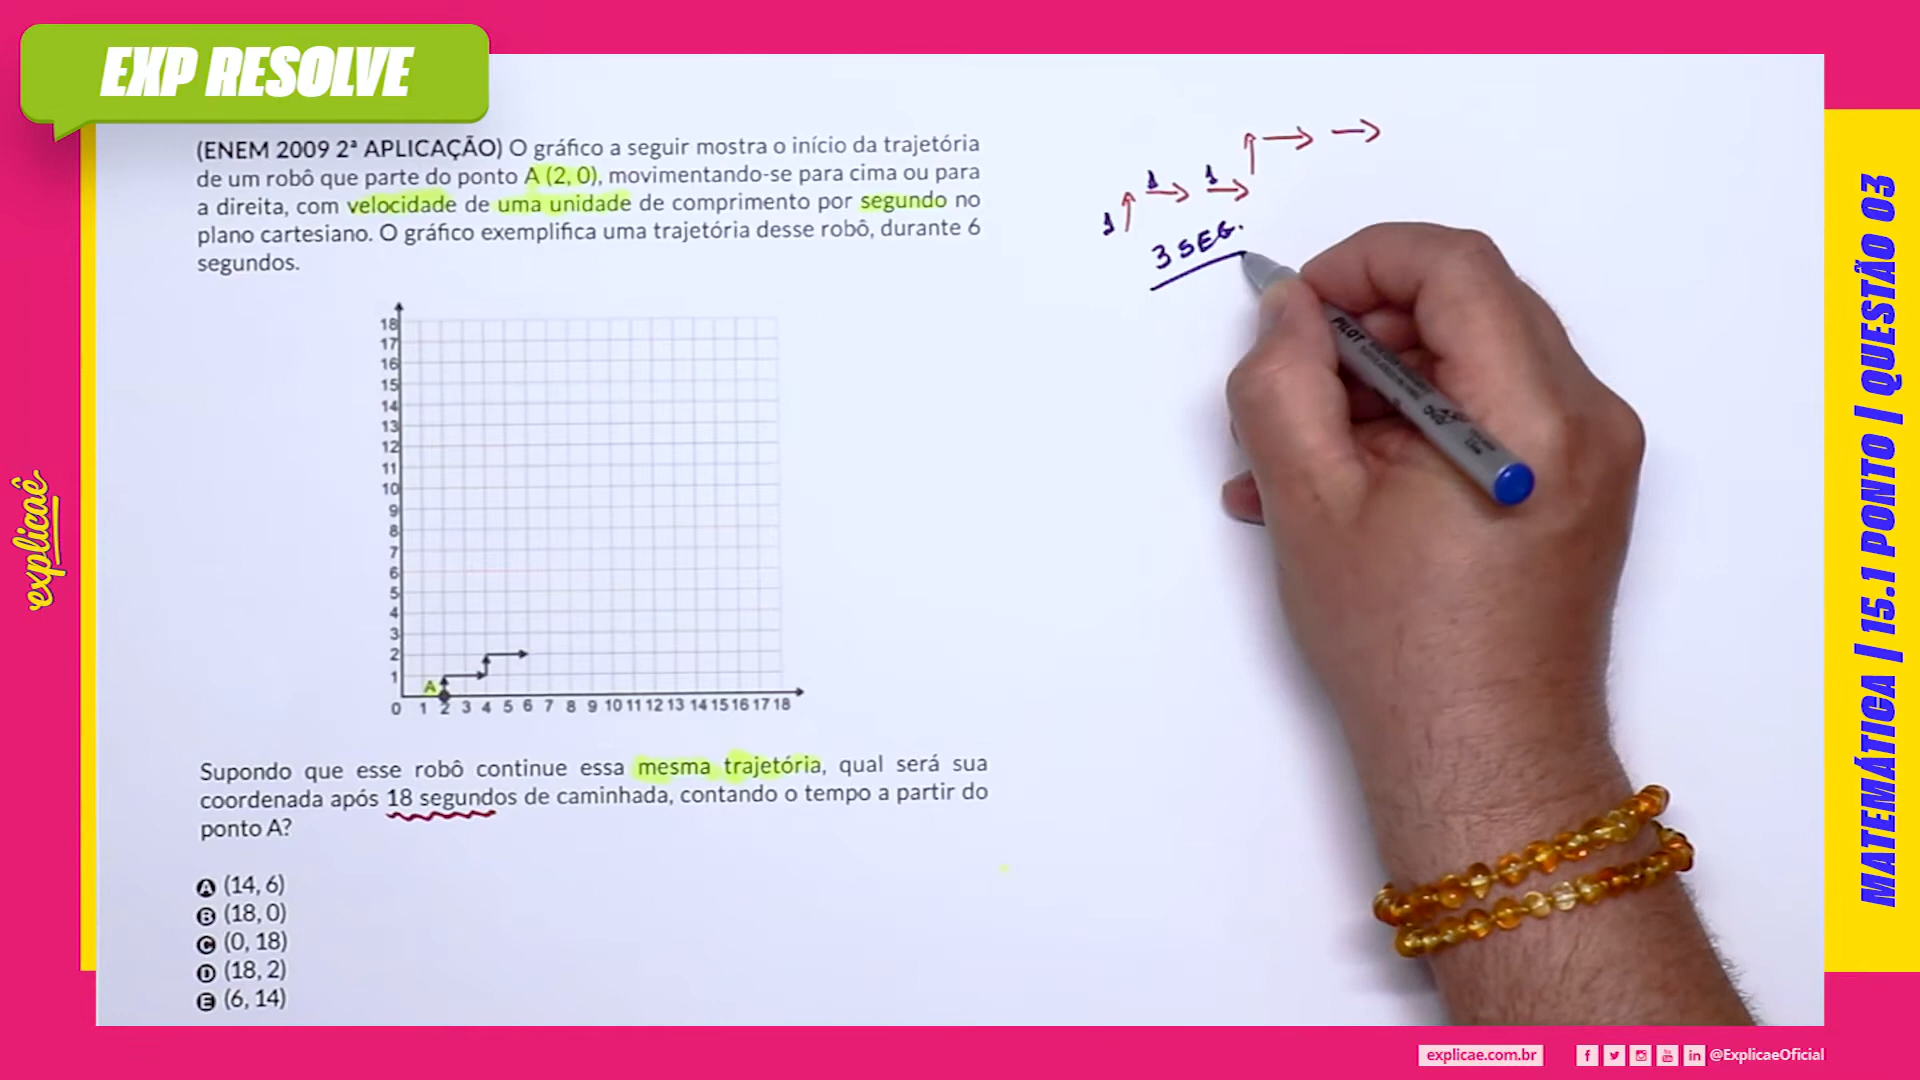 EXP RESOLVE
(ENEM 2009 2ª APLICAÇÃO) O gráfico a seguir mostra o início da trajetória
de um robô que parte do ponto A (2, 0), movimentando-se para cima ou para
a direita, com velocidade de uma unidade de comprimento por segundo no
plano cartesiano. O gráfico exemplifica uma trajetória desse robô, durante 6
segundos.
18
17
16
15
14
13
12
11
10
9
8
7
6
5
4
3
2
1
A
0 1 2 3 4 5 6 7 8 9 10 11 12 13 14 15 16 17 18
Supondo que esse robô continue essa mesma trajetória, qual será sua
coordenada após 18 segundos de caminhada, contando o tempo a partir do
ponto A?
A (14, 6)
B (18, 0)
C (0, 18)
D (18, 2)
E (6, 14)
1 1 1
3 SEG.
PILOT
explicaê
MATEMÁTICA | 15.1 PONTO | QUESTÃO 03
explicae.com.br
@ExplicaeOficial